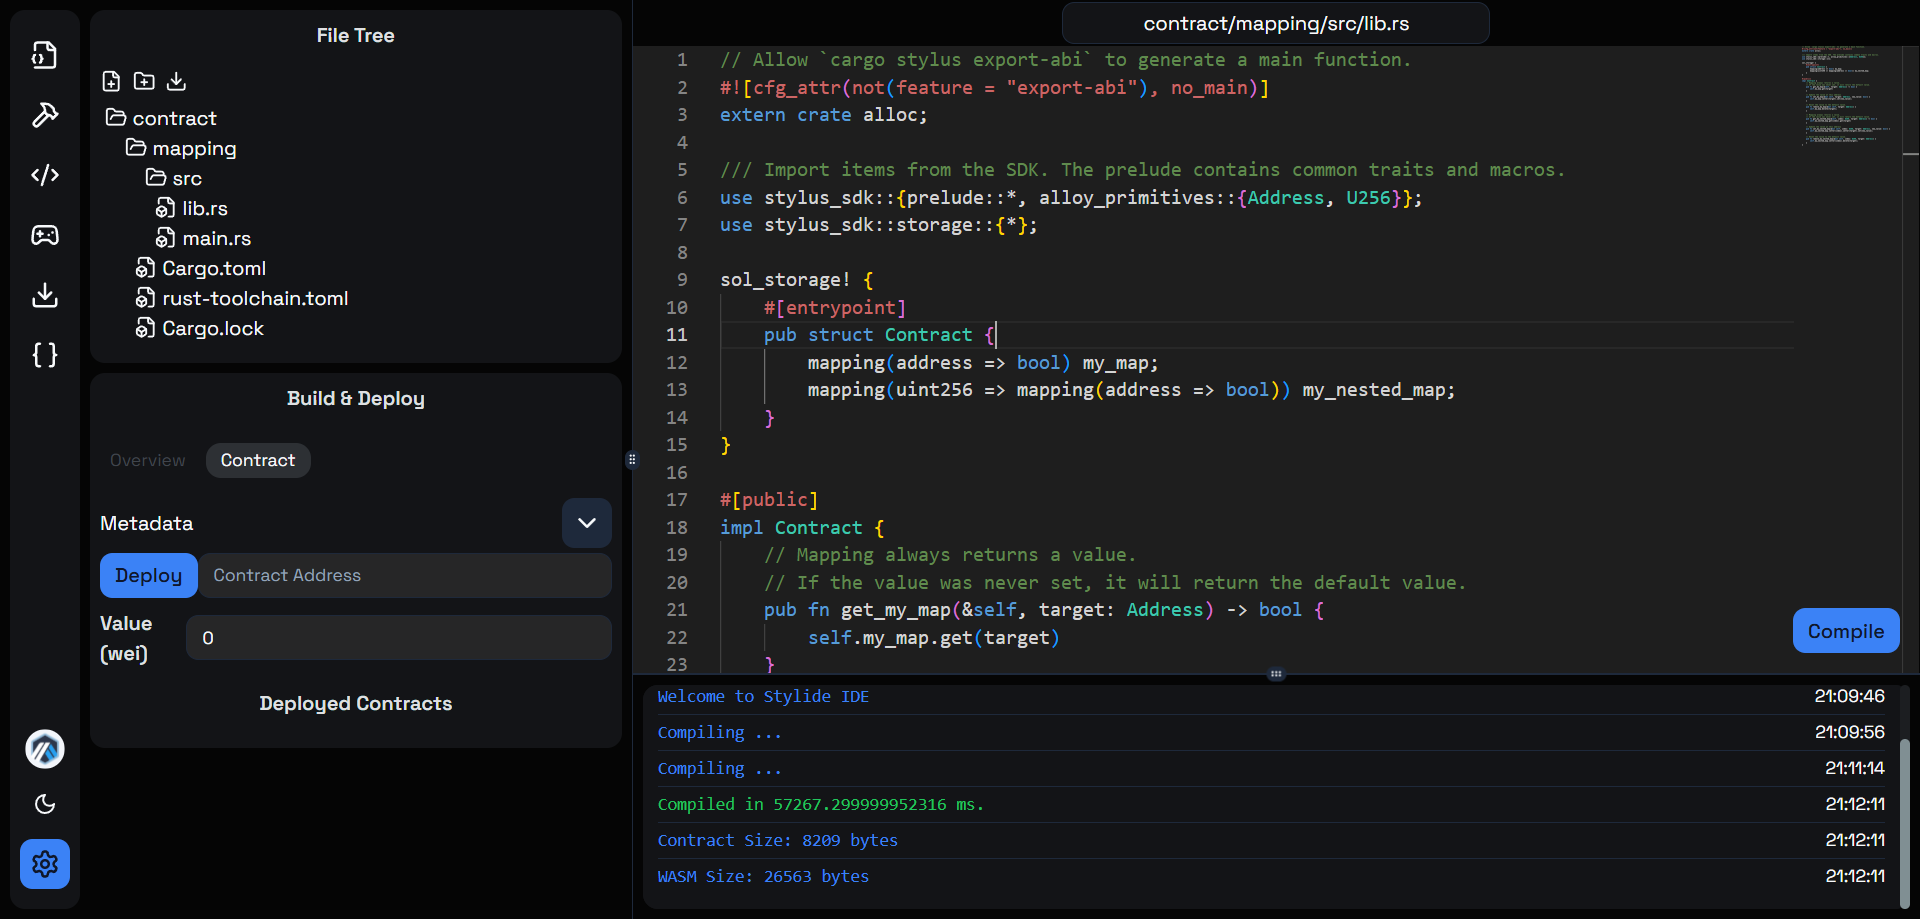 File Tree
contract
mapping
src
lib.rs
main.rs
Cargo.toml
rust-toolchain.toml
Cargo.lock
Build & Deploy
Overview
Contract
Metadata
Deploy
Contract Address
Value
(wei)
0
Deployed Contracts
contract/mapping/src/lib.rs
1 // Allow `cargo stylus export-abi` to generate a main function.
2 #![cfg_attr(not(feature = "export-abi"), no_main)]
3 extern crate alloc;
4
5 /// Import items from the SDK. The prelude contains common traits and macros.
6 use stylus_sdk::{prelude::*, alloy_primitives::{Address, U256}};
7 use stylus_sdk::storage::{*};
8
9 sol_storage! {
10     #[entrypoint]
11     pub struct Contract {
12         mapping(address => bool) my_map;
13         mapping(uint256 => mapping(address => bool)) my_nested_map;
14     }
15 }
16
17 #[public]
18 impl Contract {
19     // Mapping always returns a value.
20     // If the value was never set, it will return the default value.
21     pub fn get_my_map(&self, target: Address) -> bool {
22         self.my_map.get(target)
23     }
Compile
Welcome to Stylide IDE 21:09:46
Compiling ... 21:09:56
Compiling ... 21:11:14
Compiled in 57267.299999952316 ms. 21:12:11
Contract Size: 8209 bytes 21:12:11
WASM Size: 26563 bytes 21:12:11